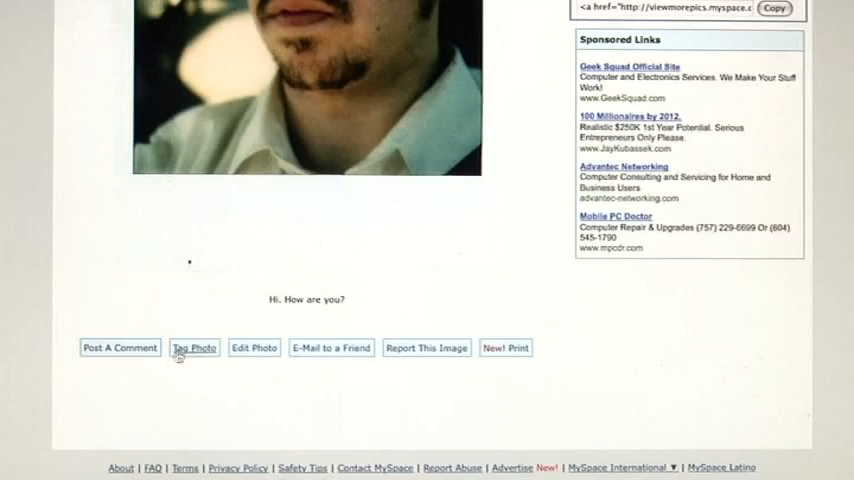 <a href="http://viewmorepics.myspace.c
Copy
Sponsored Links
Geek Squad Official Site
Computer and Electronics Services. We Make Your Stuff
Work!
www.GeekSquad.com
100 Millionaires by 2012.
Realistic $250K 1st Year Potential. Serious
Entrepreneurs Only Please.
www.JayKubassek.com
Advantec Networking
Computer Consulting and Servicing for Home and
Business Users
advantec-networking.com
Mobile PC Doctor
Computer Repair & Upgrades (757) 229-6699 Or (804)
545-1790
www.mpcdr.com
Hi. How are you?
Post A Comment Tag Photo Edit Photo E-Mail to a Friend Report This Image New! Print
About | FAQ | Terms | Privacy Policy | Safety Tips | Contact MySpace | Report Abuse | Advertise New! | MySpace International ▼ | MySpace Latino